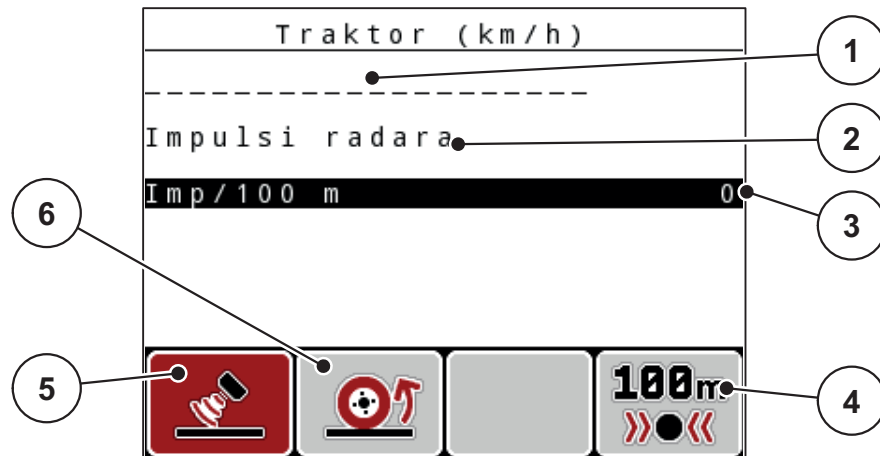 Traktor (km/h)
1
--------------------
Impulsi radara
2
Imp/100 m 0
3
6
5
100m
4